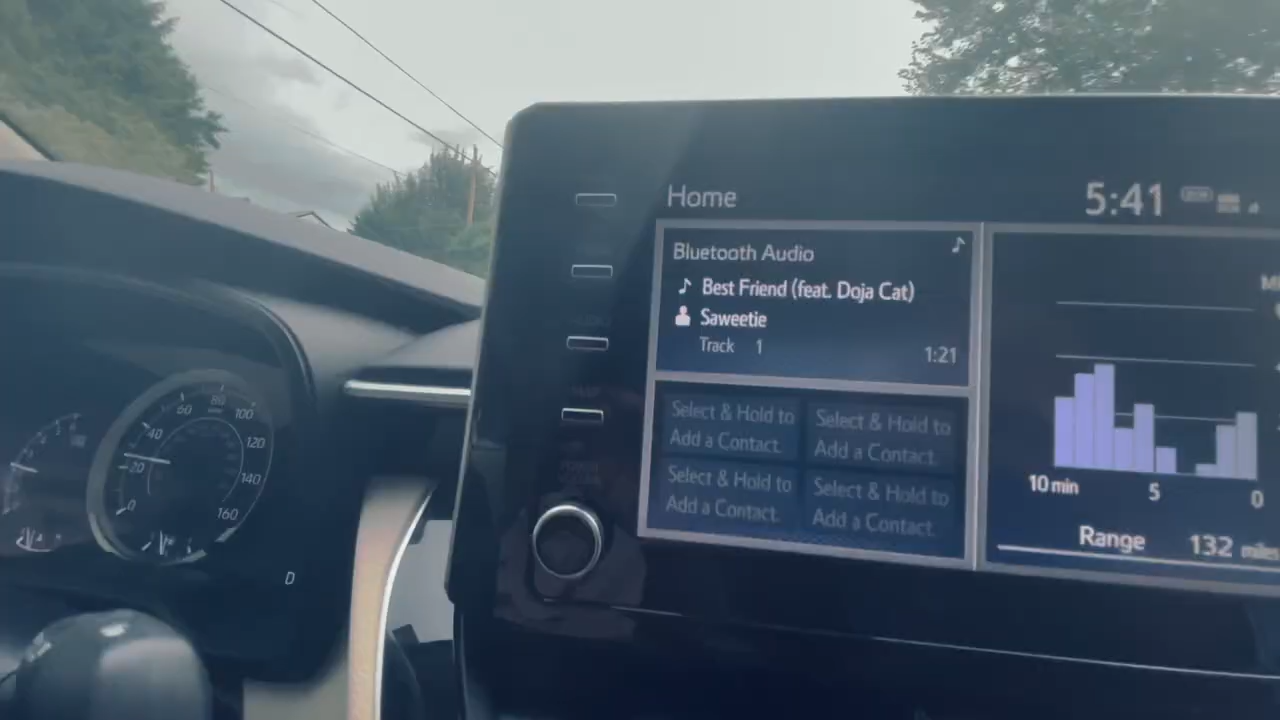 Home
5:41
Bluetooth Audio
Best Friend (feat. Doja Cat)
Saweetie
Track 1
1:21
Select & Hold to
Add a Contact.
Select & Hold to
Add a Contact.
Select & Hold to
Add a Contact.
Select & Hold to
Add a Contact.
10 min
5
0
Range 132 miles
0
20
40
60
80
100
120
140
160
D